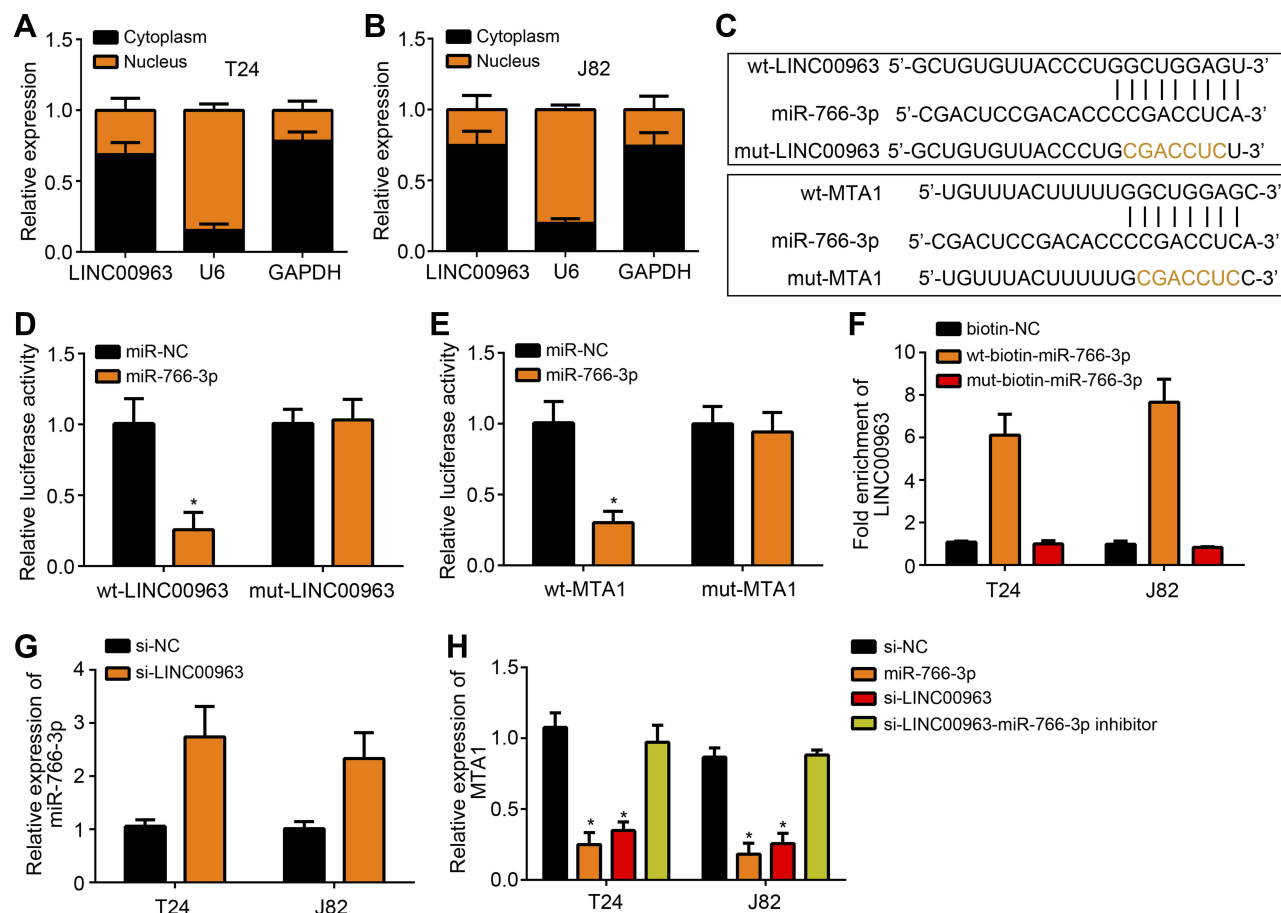 A
Cytoplasm
Nucleus
T24
Relative expression
1.5
1.0
0.5
0.0
LINC00963
U6
GAPDH
B
Cytoplasm
Nucleus
J82
Relative expression
1.5
1.0
0.5
0.0
LINC00963
U6
GAPDH
C
wt-LINC00963 5’-GCUGUGUUACCCUGGCUGGAGU-3’
miR-766-3p 5’-CGACUCCGACACCCCGACCUCA-3’
mut-LINC00963 5’-GCUGUGUUACCCUGCGACCUCU-3’
wt-MTA1 5’-UGUUUACUUUUUGGCUGGAGC-3’
miR-766-3p 5’-CGACUCCGACACCCCGACCUCA-3’
mut-MTA1 5’-UGUUUACUUUUUGCGACCUCC-3’
D
miR-NC
miR-766-3p
Relative luciferase activity
1.5
1.0
0.5
0.0
*
wt-LINC00963
mut-LINC00963
E
miR-NC
miR-766-3p
Relative luciferase activity
1.5
1.0
0.5
0.0
*
wt-MTA1
mut-MTA1
F
biotin-NC
wt-biotin-miR-766-3p
mut-biotin-miR-766-3p
Fold enrichment of
LINC00963
10
8
6
4
2
0
T24
J82
G
si-NC
si-LINC00963
Relative expression of
miR-766-3p
4
3
2
1
0
T24
J82
H
si-NC
miR-766-3p
si-LINC00963
si-LINC00963-miR-766-3p inhibitor
Relative expression of
MTA1
1.5
1.0
0.5
0.0
*
*
*
*
T24
J82